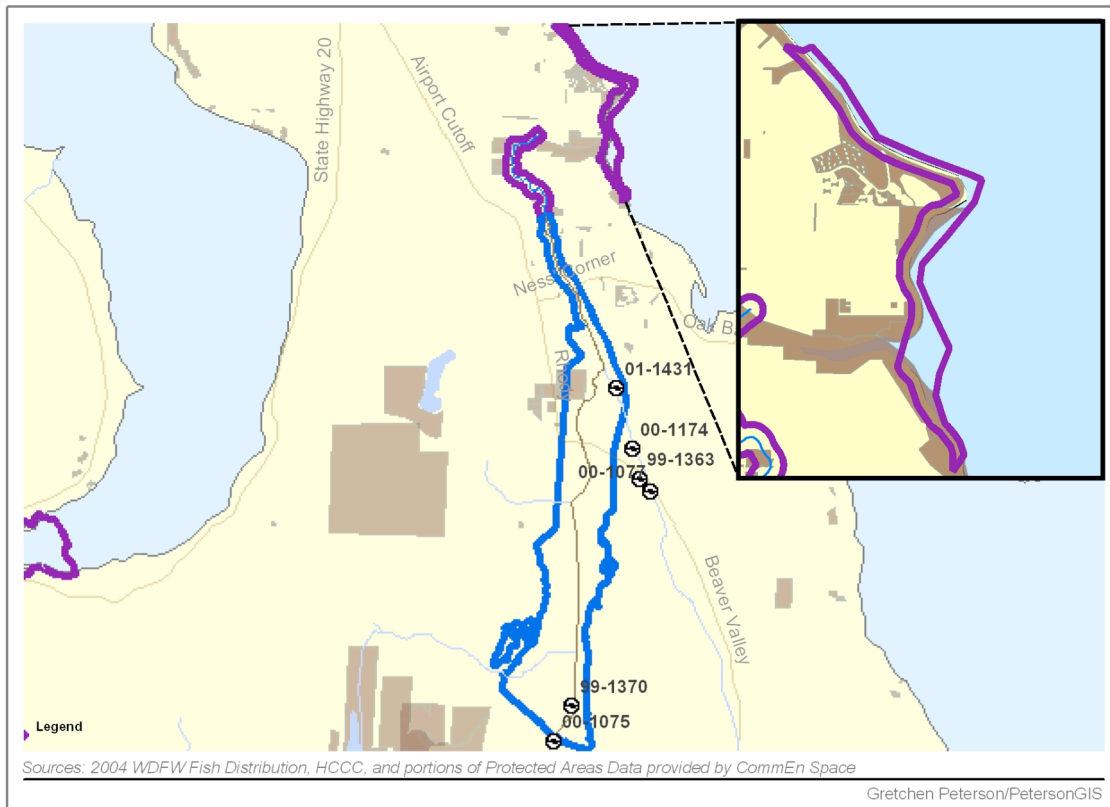 State Highway 20
Airport Cutoff
Ness Corner
Oak Ba
Rhody
01-1431
00-1174
99-1363
00-1077
Beaver Valley
99-1370
00-1075
Legend
Sources: 2004 WDFW Fish Distribution, HCCC, and portions of Protected Areas Data provided by CommEn Space
Gretchen Peterson/PetersonGIS